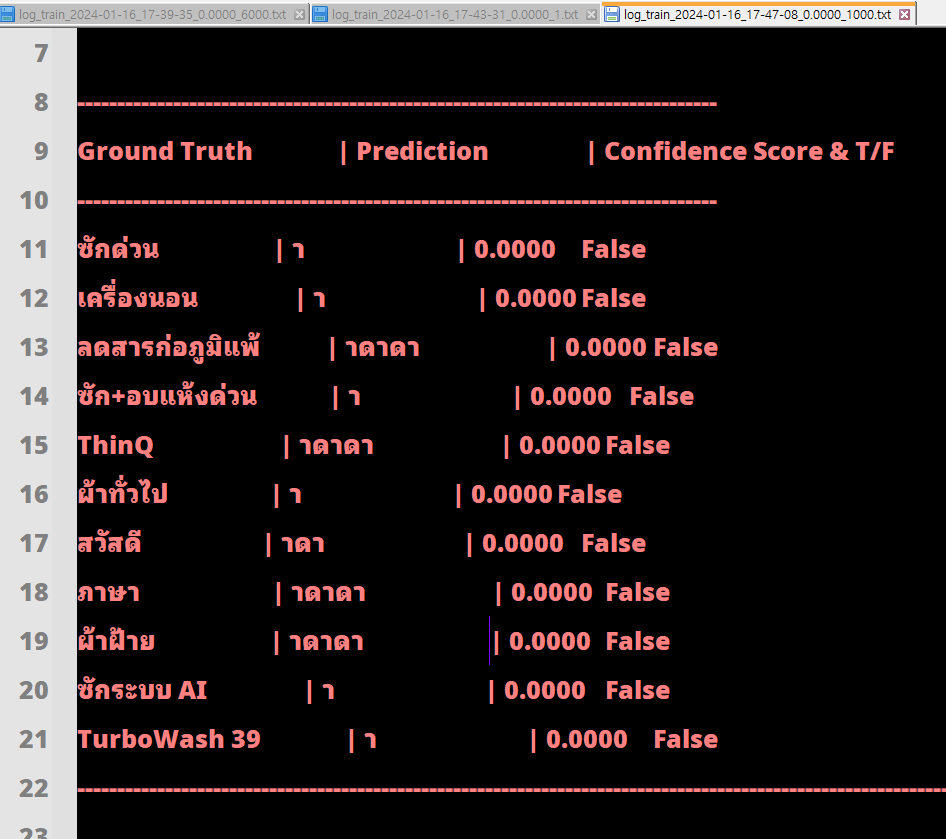 log_train_2024-01-16_17-39-35_0.0000_6000.txt log_train_2024-01-16_17-43-31_0.0000_1.txt log_train_2024-01-16_17-47-08_0.0000_1000.txt
7
8 --------------------------------------------------------------------------------
9 Ground Truth | Prediction | Confidence Score & T/F
10 --------------------------------------------------------------------------------
11 ซักด่วน | า | 0.0000 False
12 เครื่องนอน | า | 0.0000 False
13 ลดสารก่อภูมิแพ้ | าดาดา | 0.0000 False
14 ซัก+อบแห้งด่วน | า | 0.0000 False
15 ThinQ | าดาดา | 0.0000 False
16 ผ้าทั่วไป | า | 0.0000 False
17 สวัสดี | าดา | 0.0000 False
18 ภาษา | าดาดา | 0.0000 False
19 ผ้าฝ้าย | าดาดา | 0.0000 False
20 ซักระบบ AI | า | 0.0000 False
21 TurboWash 39 | า | 0.0000 False
22 --------------------------------------------------------------------------------
23